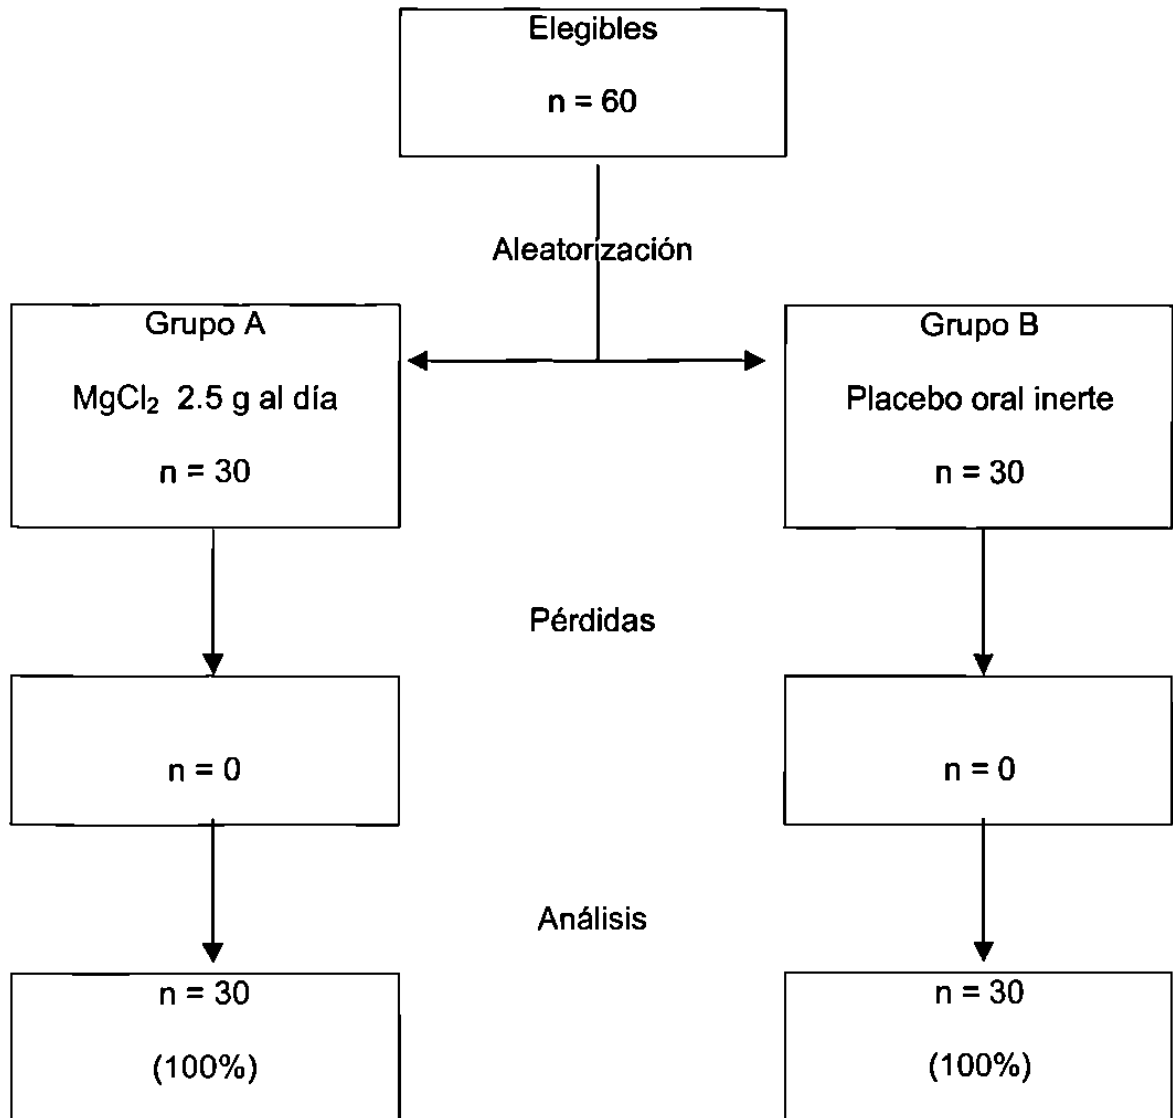 Elegibles
n = 60
Aleatorización
Grupo A
MgCl₂ 2.5 g al día
n = 30
Grupo B
Placebo oral inerte
n = 30
Pérdidas
n = 0
n = 0
Análisis
n = 30
(100%)
n = 30
(100%)